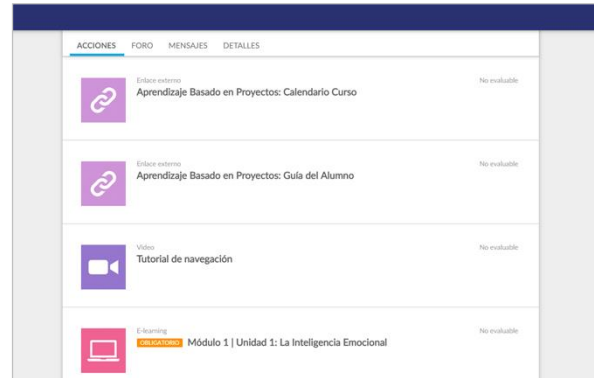 ACCIONES FORO MENSAJES DETALLES
Enlace externo No evaluable
Aprendizaje Basado en Proyectos: Calendario Curso
Enlace externo No evaluable
Aprendizaje Basado en Proyectos: Guía del Alumno
Video No evaluable
Tutorial de navegación
E-learning No evaluable
OBLIGATORIO Módulo 1 | Unidad 1: La Inteligencia Emocional